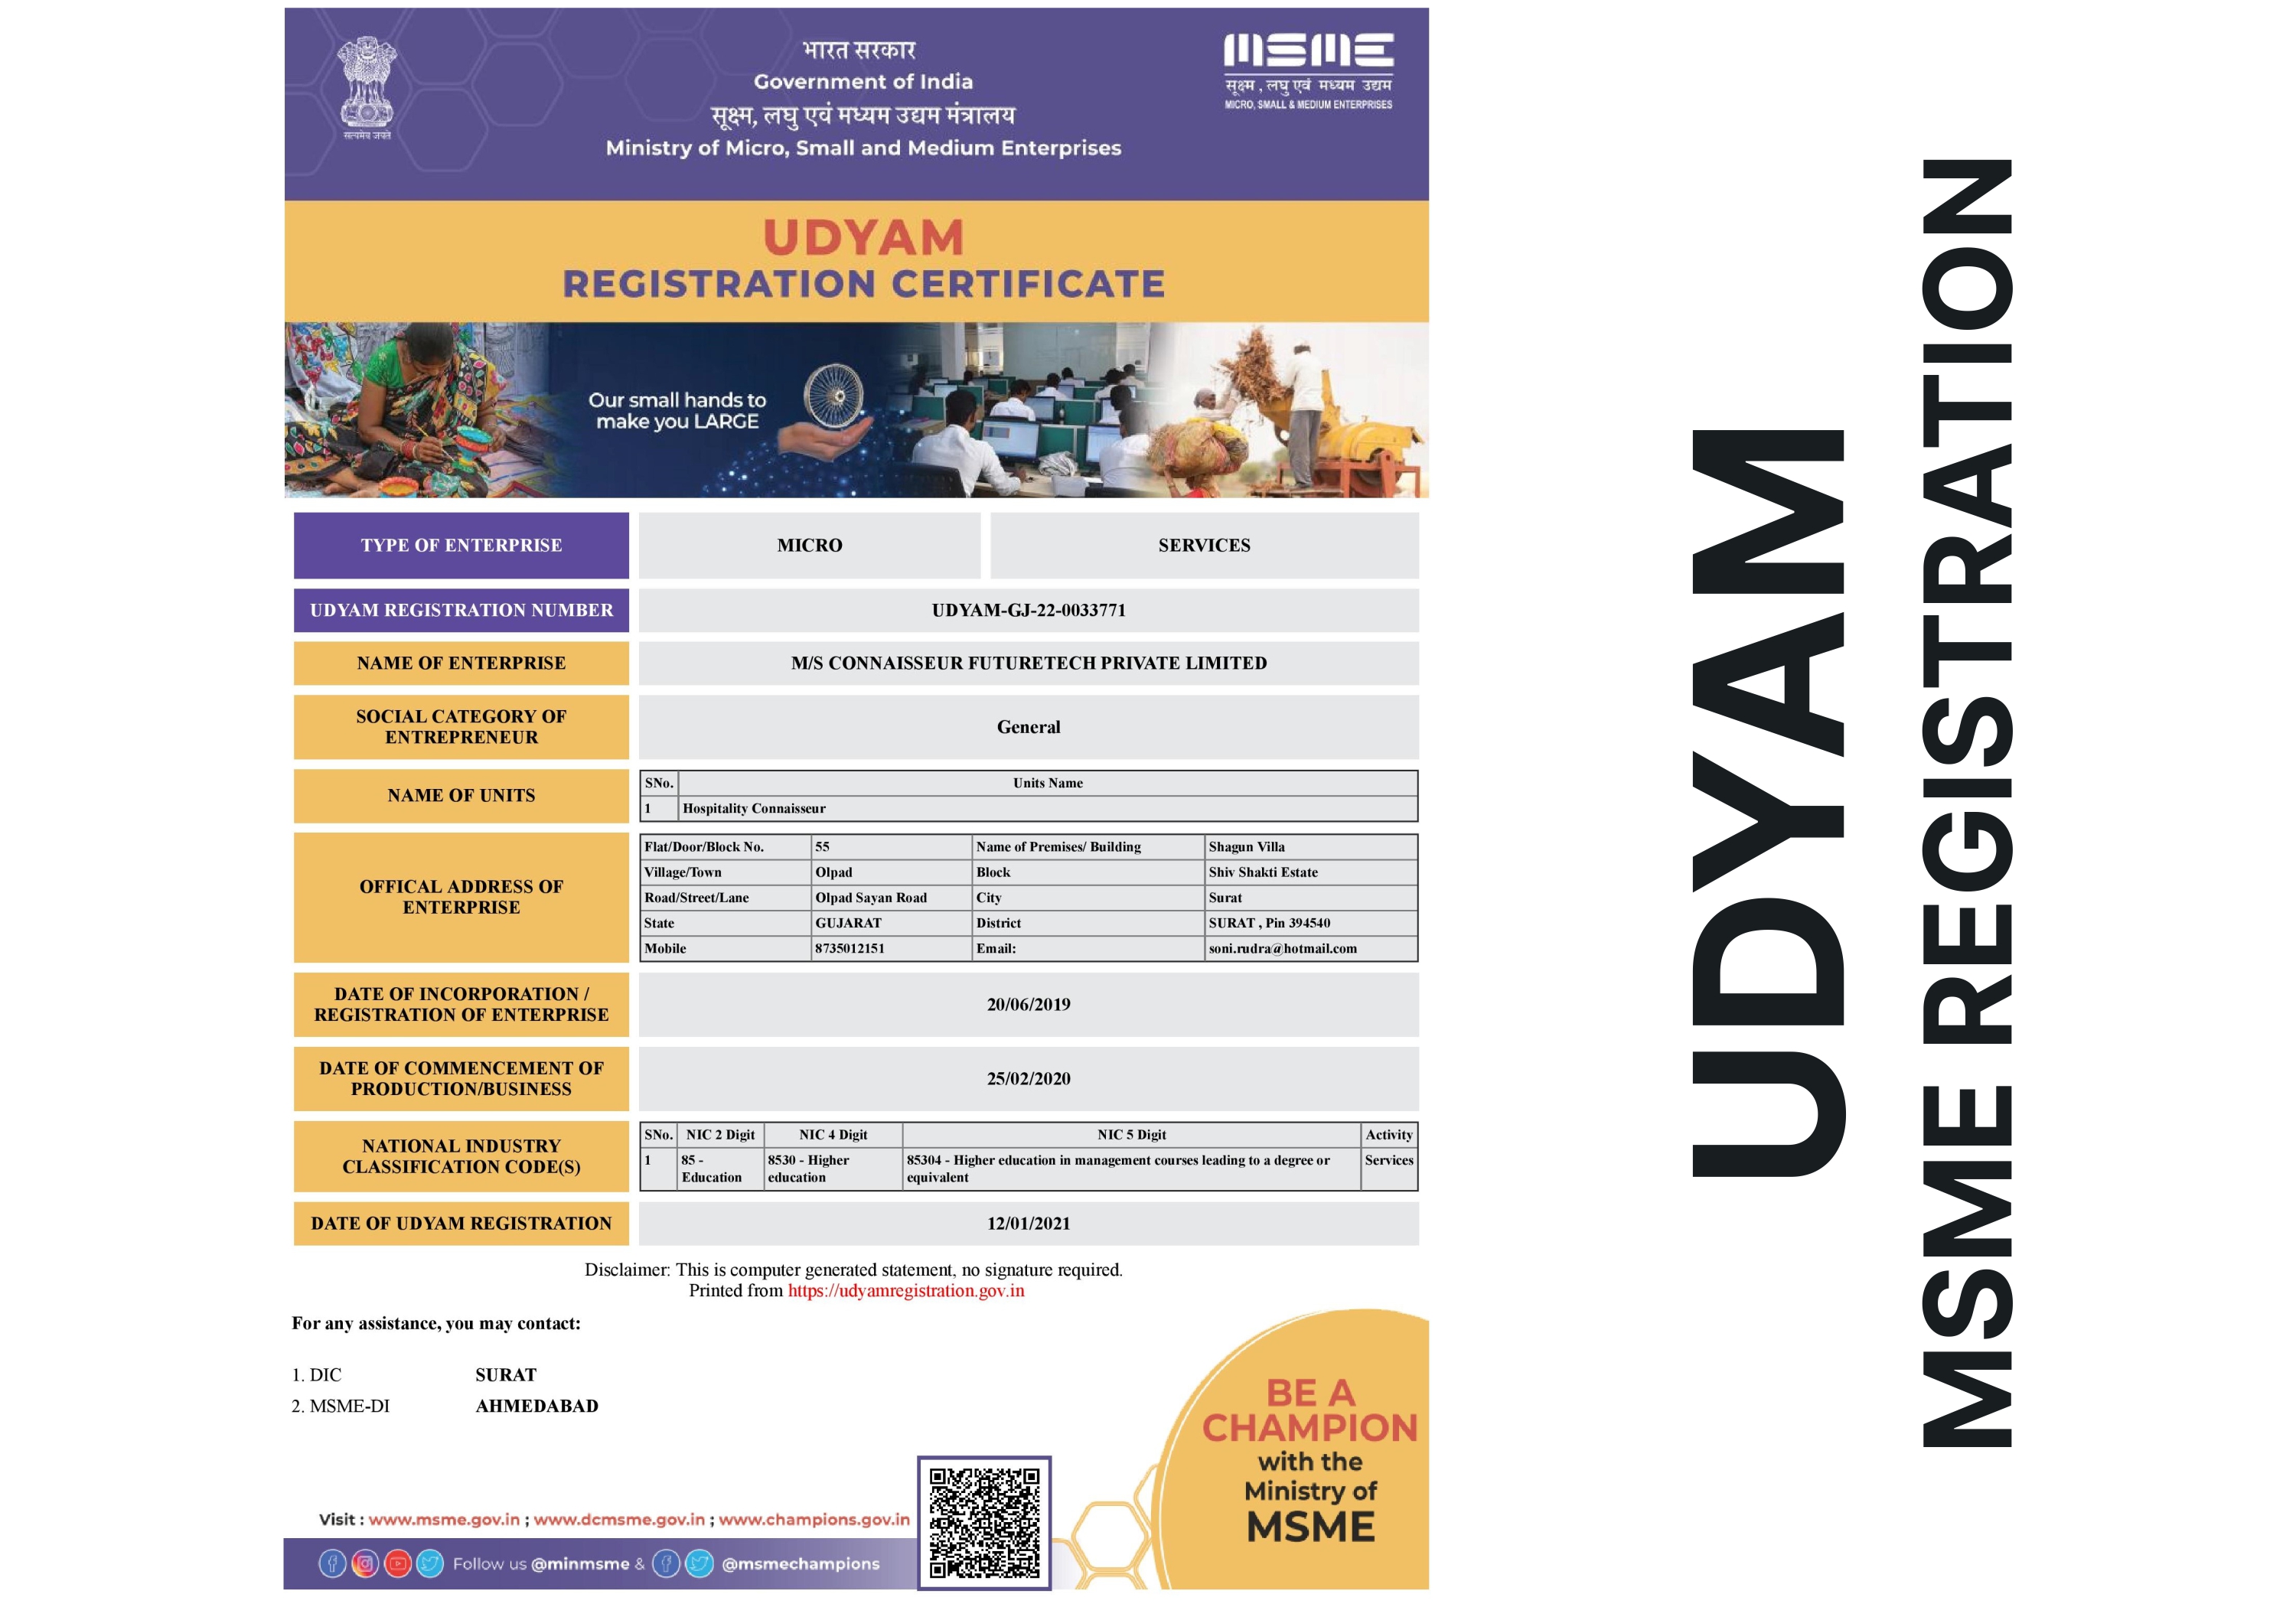 भारत सरकार
Government of India
सूक्ष्म, लघु एवं मध्यम उद्यम मंत्रालय
Ministry of Micro, Small and Medium Enterprises
सत्यमेव जयते
MSME
सूक्ष्म, लघु एवं मध्यम उद्यम
MICRO, SMALL & MEDIUM ENTERPRISES
UDYAM
REGISTRATION CERTIFICATE
Our small hands to
make you LARGE
TYPE OF ENTERPRISE MICRO SERVICES
UDYAM REGISTRATION NUMBER UDYAM-GJ-22-0033771
NAME OF ENTERPRISE M/S CONNAISSEUR FUTURETECH PRIVATE LIMITED
SOCIAL CATEGORY OF
ENTREPRENEUR
General
NAME OF UNITS
SNo. Units Name
1 Hospitality Connaisseur
OFFICAL ADDRESS OF
ENTERPRISE
Flat/Door/Block No. 55 Name of Premises/ Building Shagun Villa
Village/Town Olpad Block Shiv Shakti Estate
Road/Street/Lane Olpad Sayan Road City Surat
State GUJARAT District SURAT , Pin 394540
Mobile 8735012151 Email: soni.rudra@hotmail.com
DATE OF INCORPORATION /
REGISTRATION OF ENTERPRISE
20/06/2019
DATE OF COMMENCEMENT OF
PRODUCTION/BUSINESS
25/02/2020
NATIONAL INDUSTRY
CLASSIFICATION CODE(S)
SNo. NIC 2 Digit NIC 4 Digit NIC 5 Digit Activity
1 85 - Education 8530 - Higher education 85304 - Higher education in management courses leading to a degree or equivalent Services
DATE OF UDYAM REGISTRATION 12/01/2021
Disclaimer: This is computer generated statement, no signature required.
Printed from https://udyamregistration.gov.in
For any assistance, you may contact:
1. DIC SURAT
2. MSME-DI AHMEDABAD
Visit : www.msme.gov.in ; www.dcmsme.gov.in ; www.champions.gov.in
Follow us @minmsme & @msmechampions
BE A
CHAMPION
with the
Ministry of
MSME
UDYAM
MSME REGISTRATION